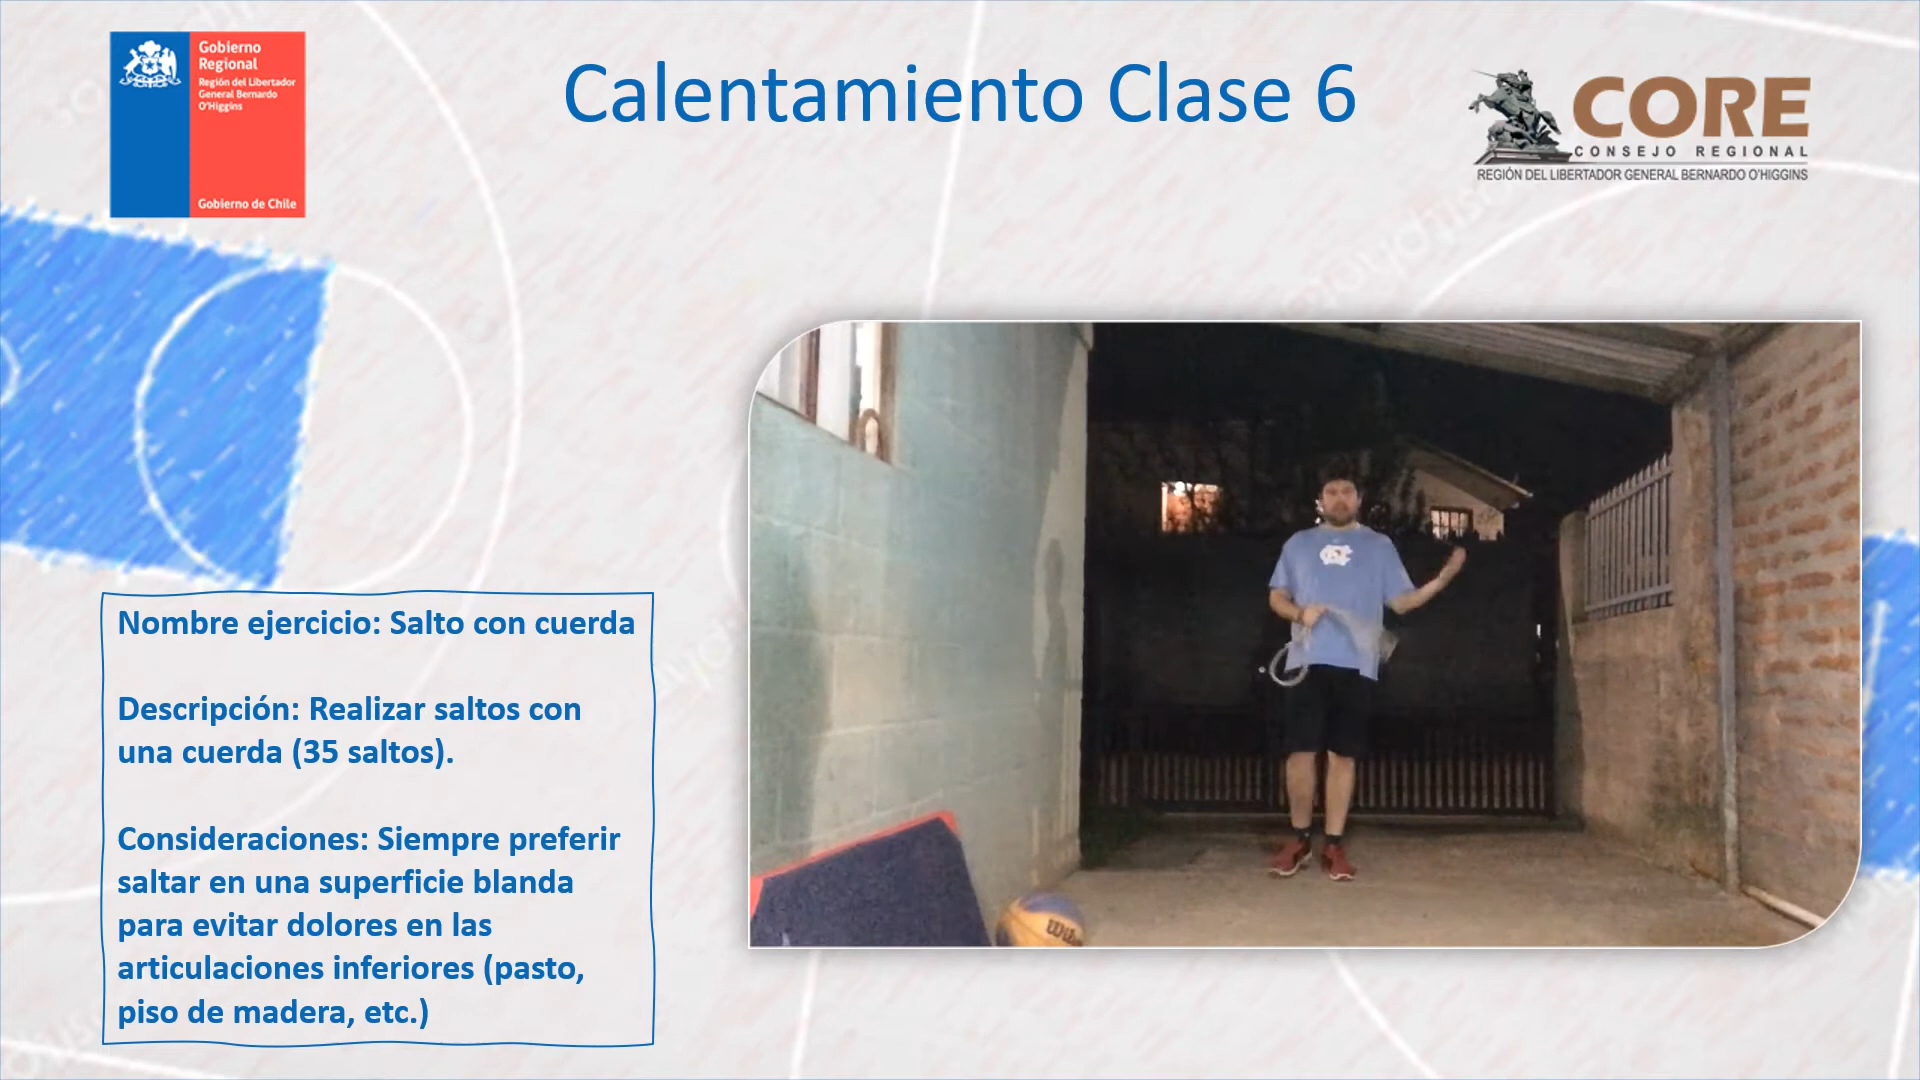 Gobierno
Regional
Región del Libertador
General Bernardo
O'Higgins
Gobierno de Chile
Calentamiento Clase 6
CORE
CONSEJO REGIONAL
REGIÓN DEL LIBERTADOR GENERAL BERNARDO O'HIGGINS
Nombre ejercicio: Salto con cuerda
Descripción: Realizar saltos con
una cuerda (35 saltos).
Consideraciones: Siempre preferir
saltar en una superficie blanda
para evitar dolores en las
articulaciones inferiores (pasto,
piso de madera, etc.)